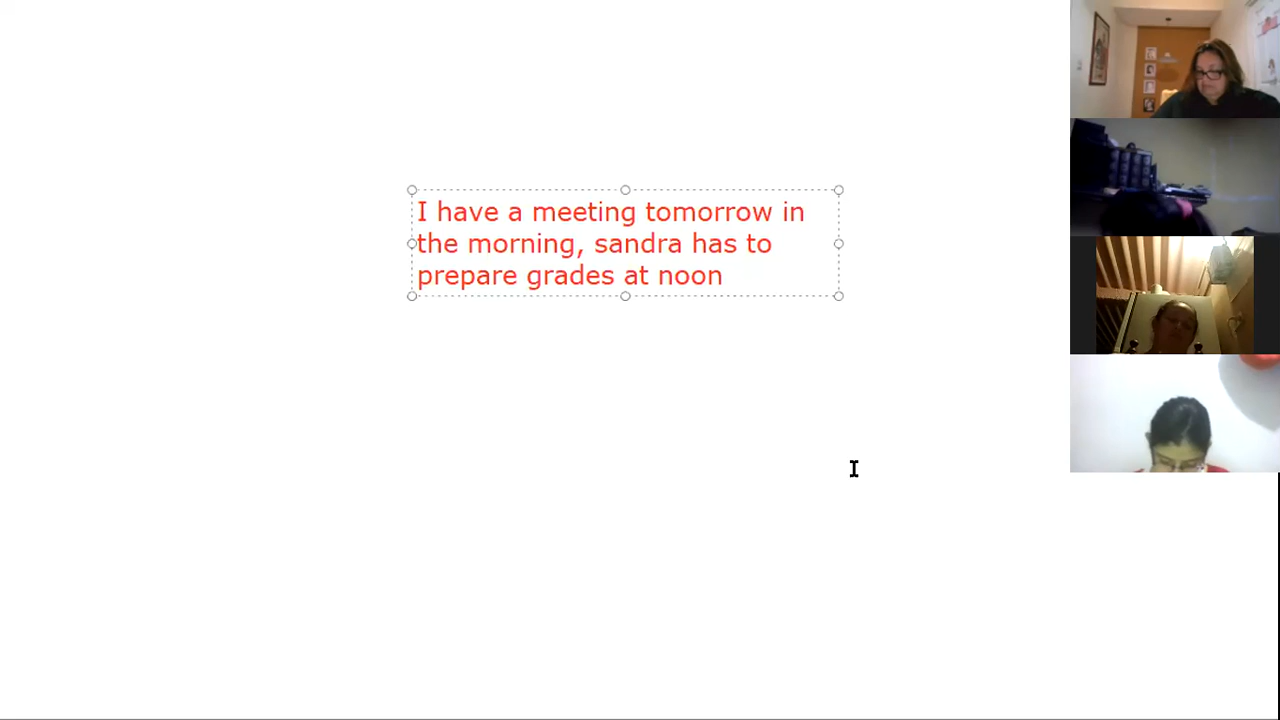 I have a meeting tomorrow in
the morning, sandra has to
prepare grades at noon